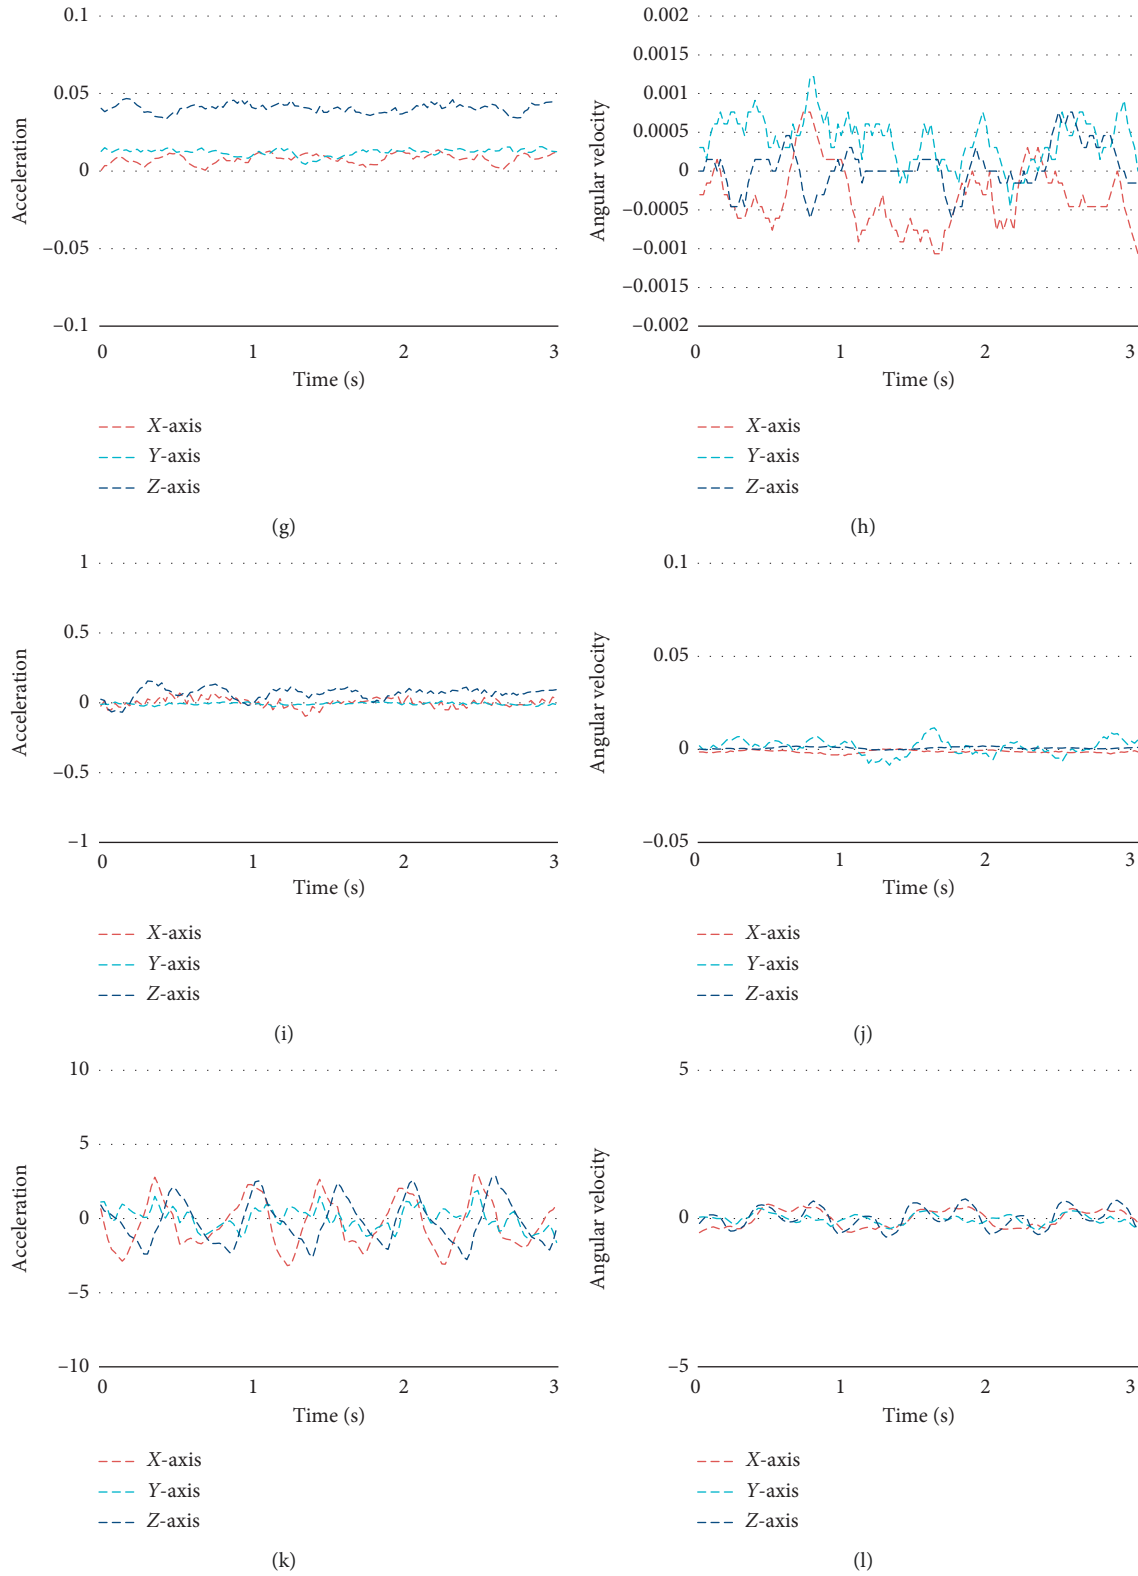 Acceleration
0.1
0.05
0
−0.05
−0.1
0 1 2 3
Time (s)
X-axis
Y-axis
Z-axis
(g)
Angular velocity
0.002
0.0015
0.001
0.0005
0
−0.0005
−0.001
−0.0015
−0.002
0 1 2 3
Time (s)
X-axis
Y-axis
Z-axis
(h)
Acceleration
1
0.5
0
−0.5
−1
0 1 2 3
Time (s)
X-axis
Y-axis
Z-axis
(i)
Angular velocity
0.1
0.05
0
−0.05
0 1 2 3
Time (s)
X-axis
Y-axis
Z-axis
(j)
Acceleration
10
5
0
−5
−10
0 1 2 3
Time (s)
X-axis
Y-axis
Z-axis
(k)
Angular velocity
5
0
−5
0 1 2 3
Time (s)
X-axis
Y-axis
Z-axis
(l)